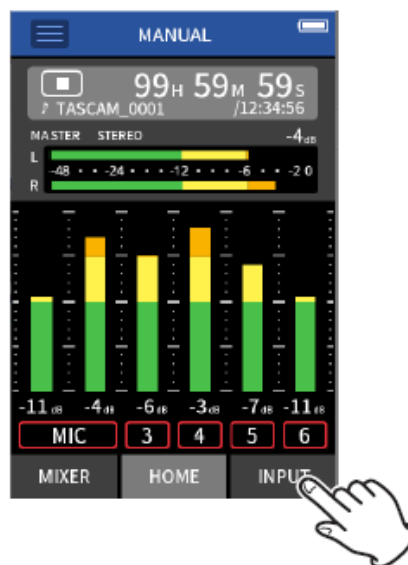 MANUAL
99H 59M 59S
♪ TASCAM_0001 /12:34:56
MASTER STEREO -4dB
L
-48 • • -24 • • • • -12 • • • • -6 • • -2 0
R
-11dB -4dB -6dB -3dB -7dB -11dB
MIC 3 4 5 6
MIXER HOME INPUT